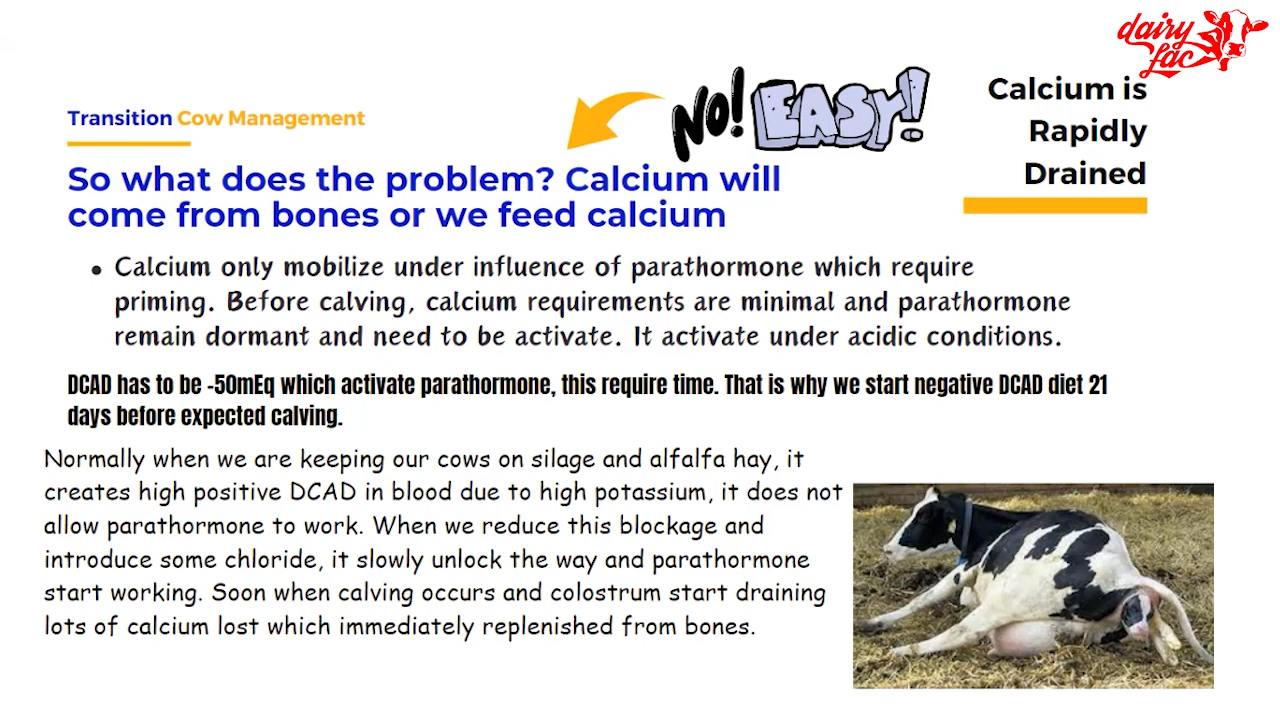 dairy
fac
NO! EASY!
Calcium is
Rapidly
Drained
Transition Cow Management
So what does the problem? Calcium will
come from bones or we feed calcium
• Calcium only mobilize under influence of parathormone which require
priming. Before calving, calcium requirements are minimal and parathormone
remain dormant and need to be activate. It activate under acidic conditions.
DCAD has to be -50mEq which activate parathormone, this require time. That is why we start negative DCAD diet 21
days before expected calving.
Normally when we are keeping our cows on silage and alfalfa hay, it
creates high positive DCAD in blood due to high potassium, it does not
allow parathormone to work. When we reduce this blockage and
introduce some chloride, it slowly unlock the way and parathormone
start working. Soon when calving occurs and colostrum start draining
lots of calcium lost which immediately replenished from bones.